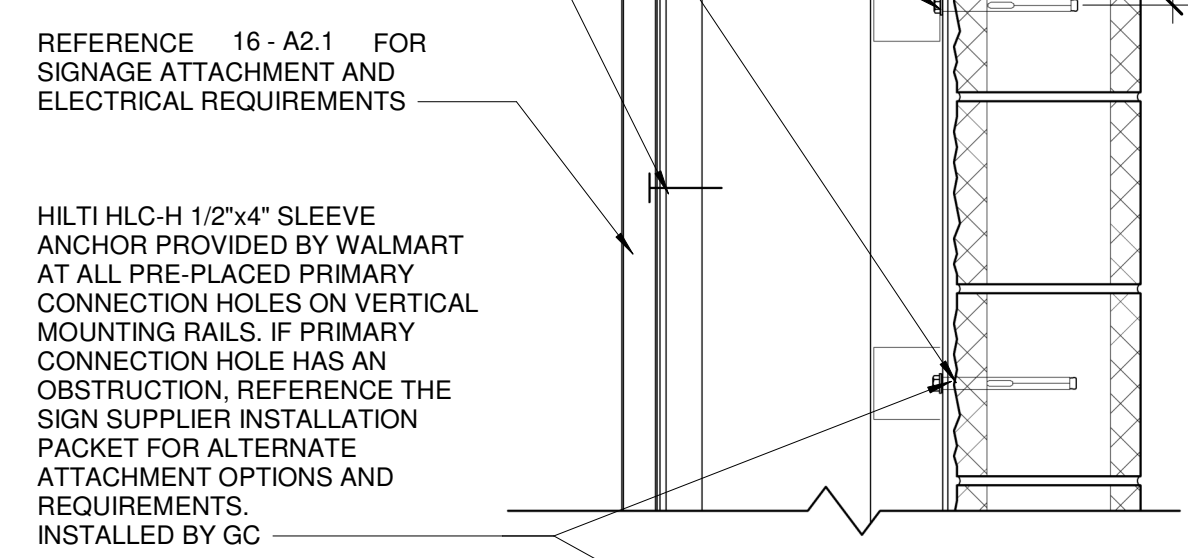 REFERENCE 16 - A2.1 FOR
SIGNAGE ATTACHMENT AND
ELECTRICAL REQUIREMENTS
HILTI HLC-H 1/2"x4" SLEEVE
ANCHOR PROVIDED BY WALMART
AT ALL PRE-PLACED PRIMARY
CONNECTION HOLES ON VERTICAL
MOUNTING RAILS. IF PRIMARY
CONNECTION HOLE HAS AN
OBSTRUCTION, REFERENCE THE
SIGN SUPPLIER INSTALLATION
PACKET FOR ALTERNATE
ATTACHMENT OPTIONS AND
REQUIREMENTS.
INSTALLED BY GC